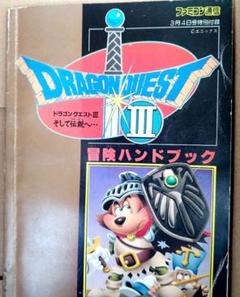 ファミコン通信
3月4日号特別付録
©エニックス
DRAGON QUEST
III
ドラゴンクエストIII
そして伝説へ…
冒険ハンドブック